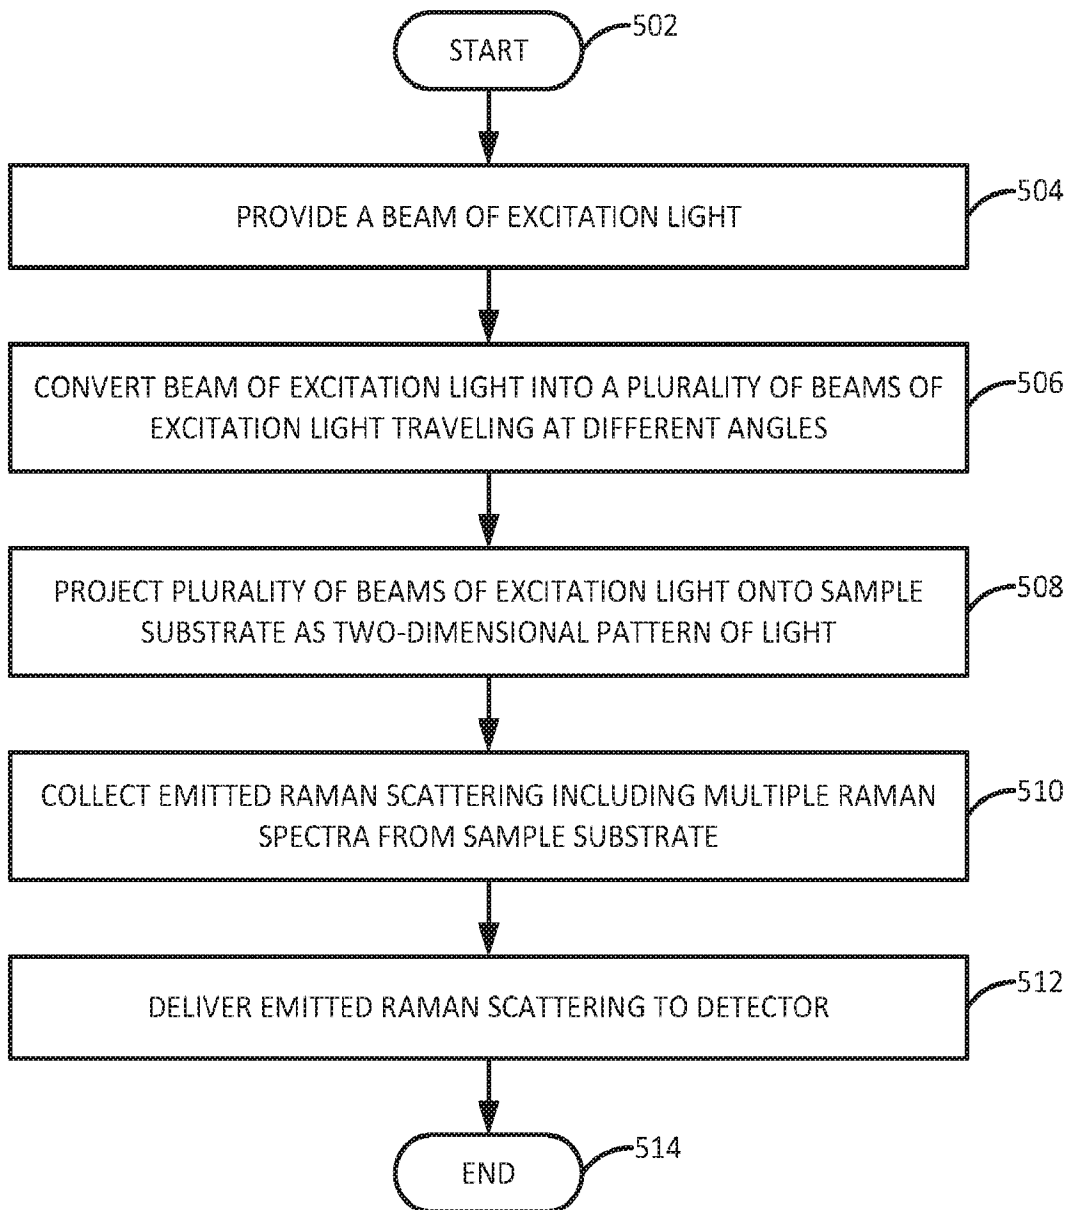 START
502
PROVIDE A BEAM OF EXCITATION LIGHT
504
CONVERT BEAM OF EXCITATION LIGHT INTO A PLURALITY OF BEAMS OF
EXCITATION LIGHT TRAVELING AT DIFFERENT ANGLES
506
PROJECT PLURALITY OF BEAMS OF EXCITATION LIGHT ONTO SAMPLE
SUBSTRATE AS TWO-DIMENSIONAL PATTERN OF LIGHT
508
COLLECT EMITTED RAMAN SCATTERING INCLUDING MULTIPLE RAMAN
SPECTRA FROM SAMPLE SUBSTRATE
510
DELIVER EMITTED RAMAN SCATTERING TO DETECTOR
512
END
514